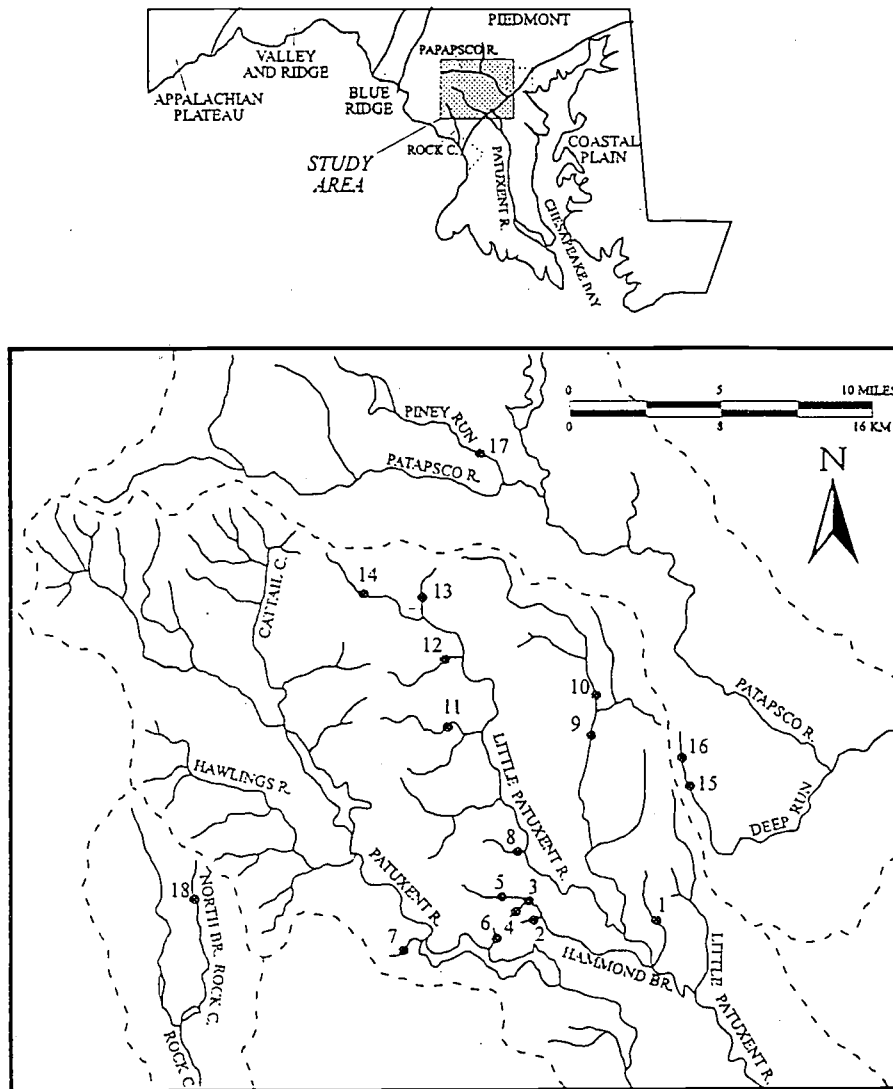 PIEDMONT
PAPAPSCO R.
VALLEY
AND RIDGE
APPALACHIAN
PLATEAU
BLUE
RIDGE
ROCK C.
STUDY
AREA
PATUXENT R.
COASTAL
PLAIN
CHESAPEAKE BAY
0 5 10 MILES
0 8 16 KM
N
PINEY RUN
17
PATAPSCO R.
CATTAIL C.
14
13
12
11
10
9
PATAPSCO R.
16
15
DEEP RUN
HAWLINGS R.
LITTLE PATUXENT R.
8
PATUXENT R.
18
NORTH BR. ROCK C.
5
3
4
2
6
7
1
HAMMOND BR.
LITTLE PATUXENT R.
ROCK C.